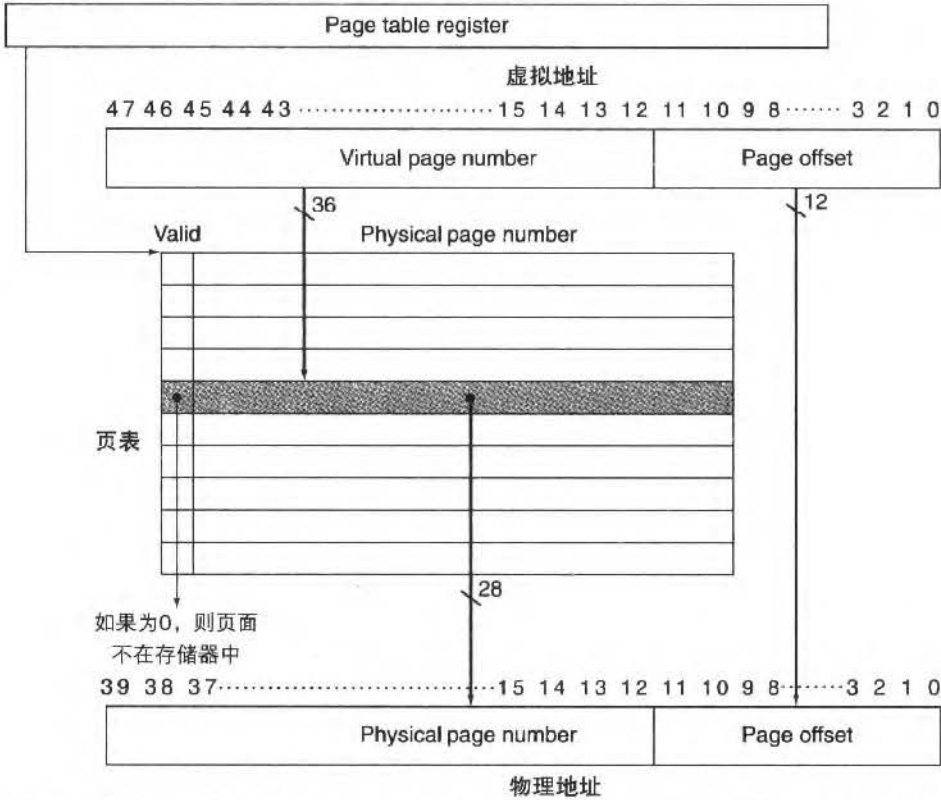 Page table register
虚拟地址
47 46 45 44 43 ······················· 15 14 13 12 11 10 9 8 ······ 3 2 1 0
Virtual page number Page offset
36 12
Valid Physical page number
页表
28
如果为0，则页面
不在存储器中
39 38 37 ······························ 15 14 13 12 11 10 9 8 ······· 3 2 1 0
Physical page number Page offset
物理地址